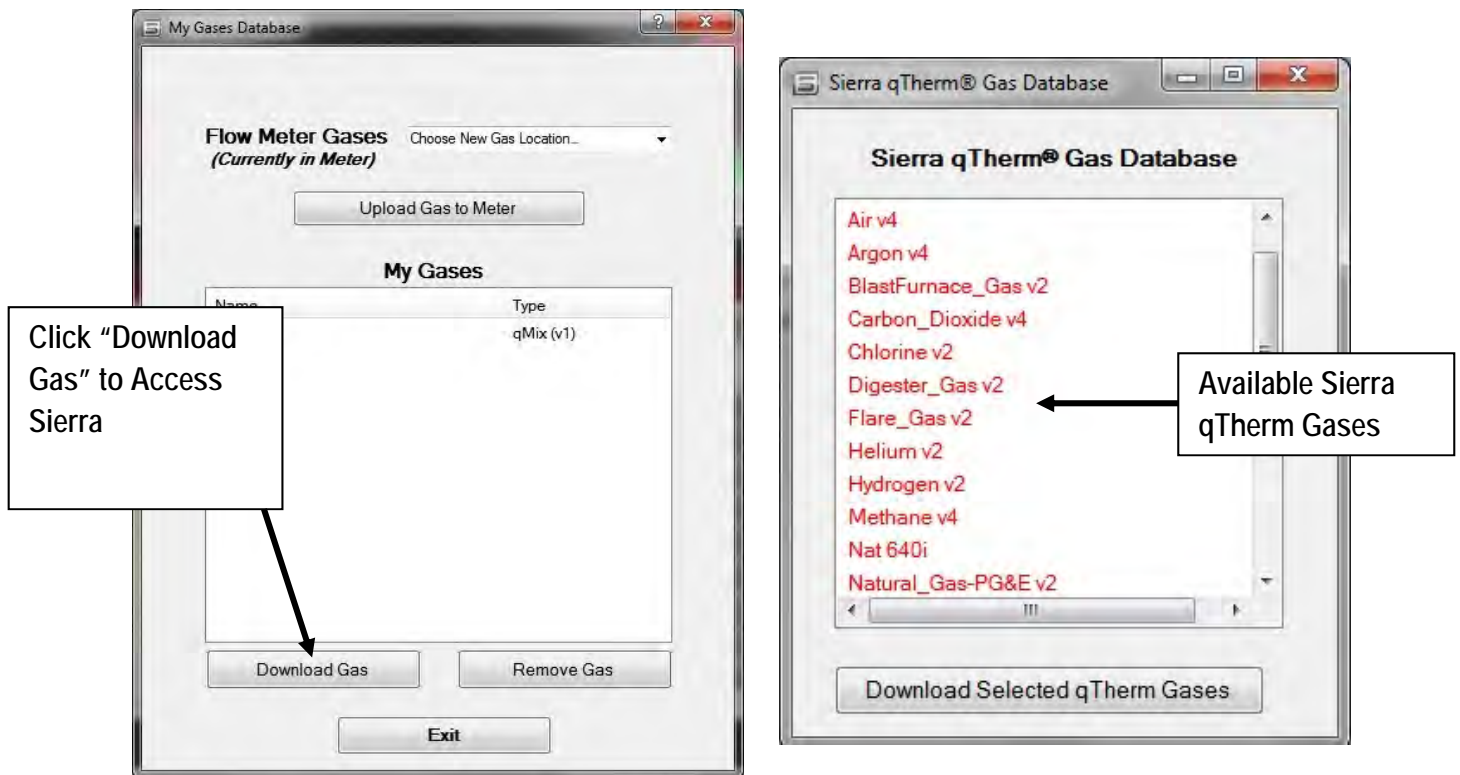 My Gases Database
Flow Meter Gases Choose New Gas Location...
(Currently in Meter)
Upload Gas to Meter
My Gases
Name Type
qMix (v1)
Click “Download
Gas” to Access
Sierra
Download Gas Remove Gas
Exit
Sierra qTherm® Gas Database
Sierra qTherm® Gas Database
Air v4
Argon v4
BlastFurnace_Gas v2
Carbon_Dioxide v4
Chlorine v2
Digester_Gas v2
Flare_Gas v2
Helium v2
Hydrogen v2
Methane v4
Nat 640i
Natural_Gas-PG&E v2
Available Sierra
qTherm Gases
Download Selected qTherm Gases